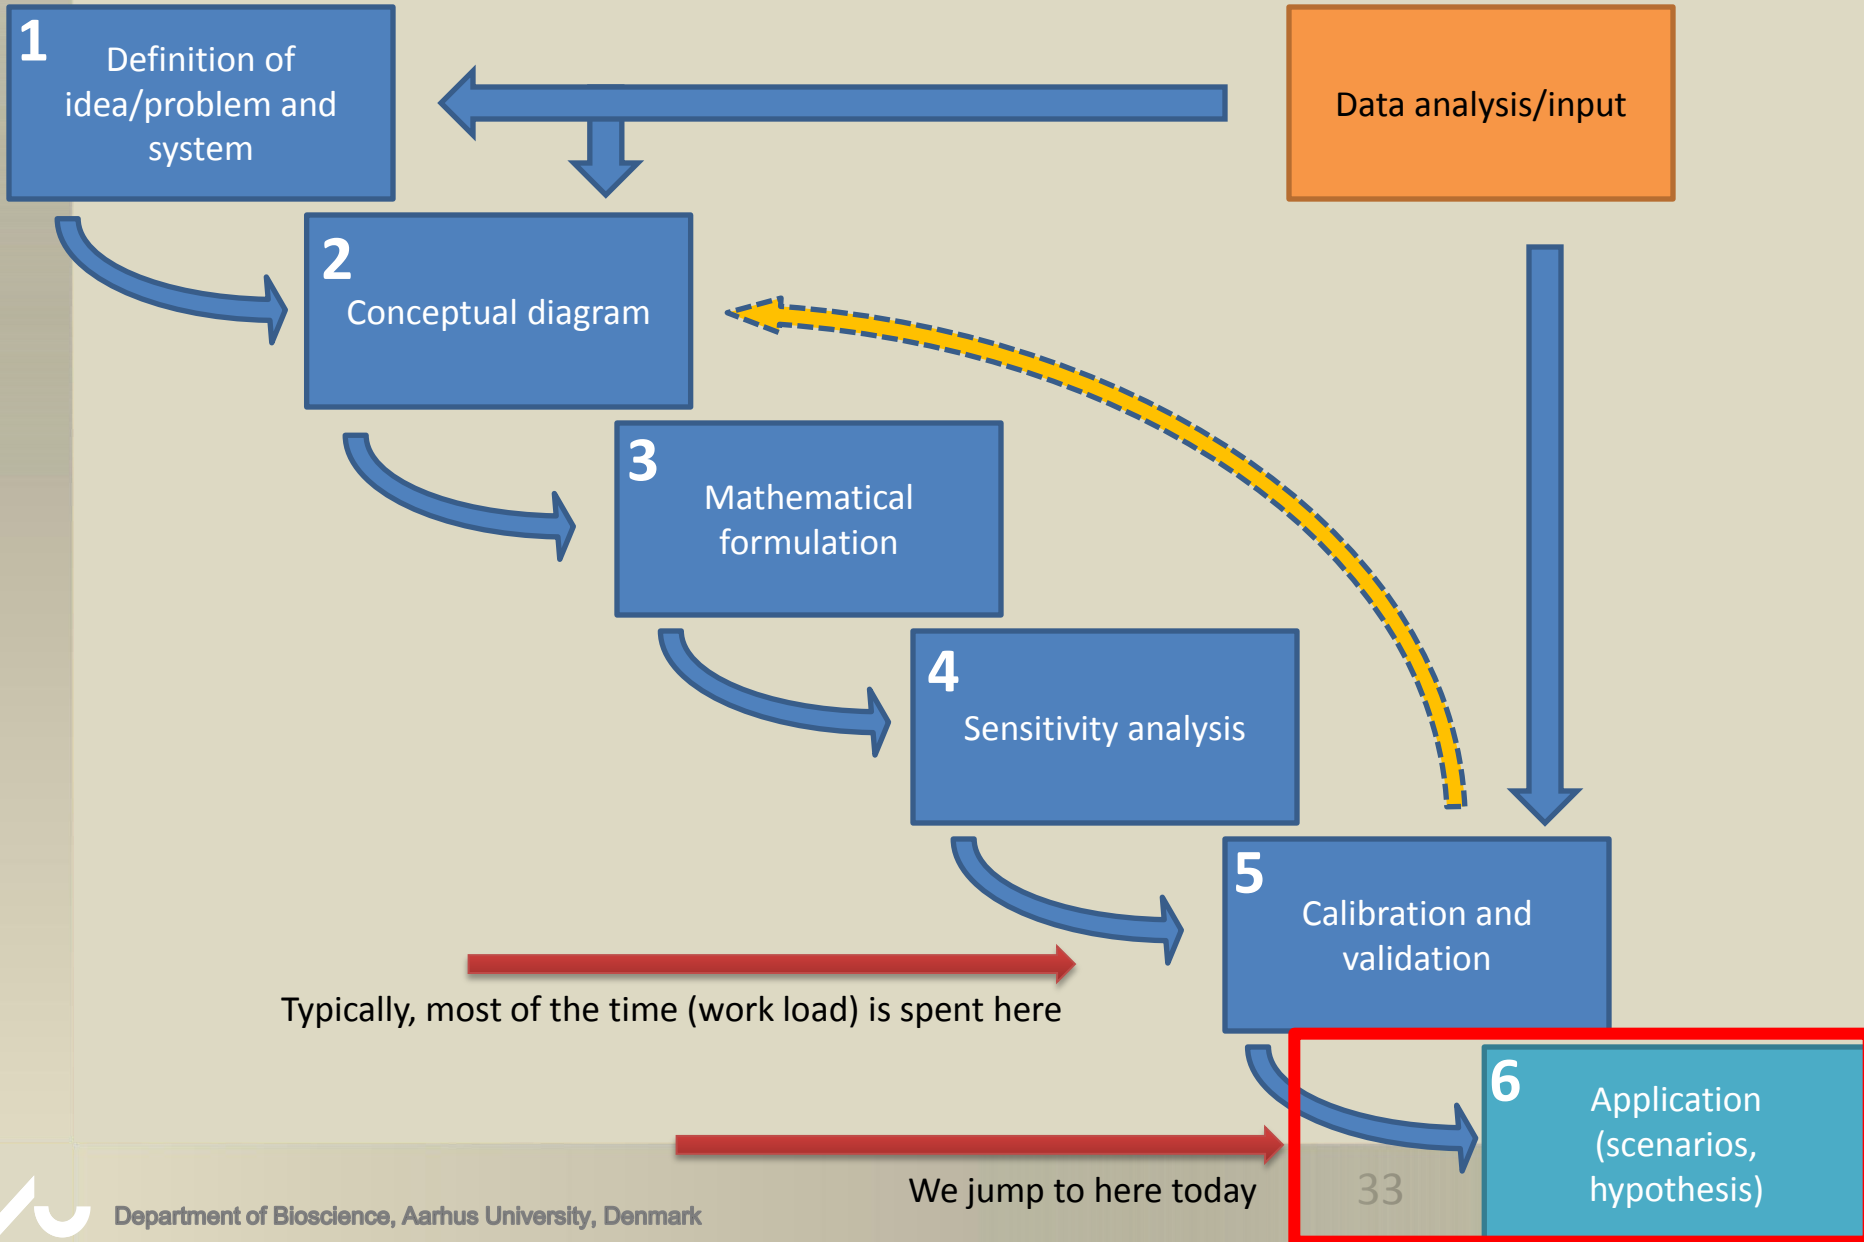 1
Definition of
idea/problem and
system
Data analysis/input
2
Conceptual diagram
3
Mathematical
formulation
4
Sensitivity analysis
5
Calibration and
validation
Typically, most of the time (work load) is spent here
6
Application
(scenarios,
hypothesis)
We jump to here today
33
Department of Bioscience, Aarhus University, Denmark